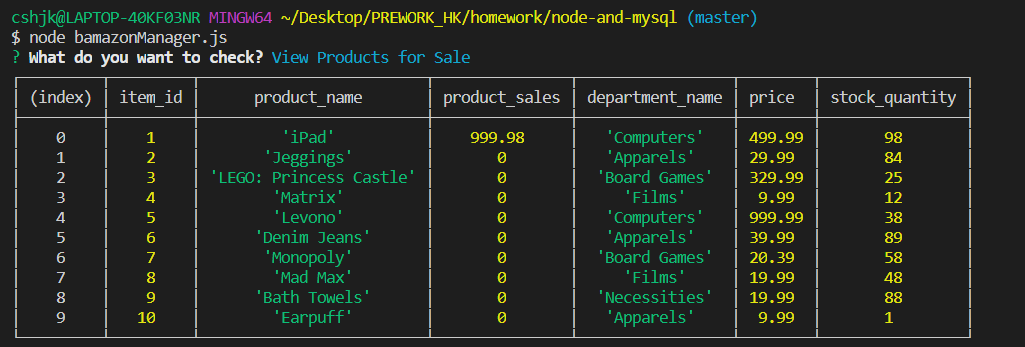 cshjk@LAPTOP-40KF03NR MINGW64 ~/Desktop/PREWORK_HK/homework/node-and-mysql (master)
$ node bamazonManager.js
? What do you want to check? View Products for Sale
(index) item_id product_name product_sales department_name price stock_quantity
0 1 'iPad' 999.98 'Computers' 499.99 98
1 2 'Jeggings' 0 'Apparels' 29.99 84
2 3 'LEGO: Princess Castle' 0 'Board Games' 329.99 25
3 4 'Matrix' 0 'Films' 9.99 12
4 5 'Levono' 0 'Computers' 999.99 38
5 6 'Denim Jeans' 0 'Apparels' 39.99 89
6 7 'Monopoly' 0 'Board Games' 20.39 58
7 8 'Mad Max' 0 'Films' 19.99 48
8 9 'Bath Towels' 0 'Necessities' 19.99 88
9 10 'Earpuff' 0 'Apparels' 9.99 1